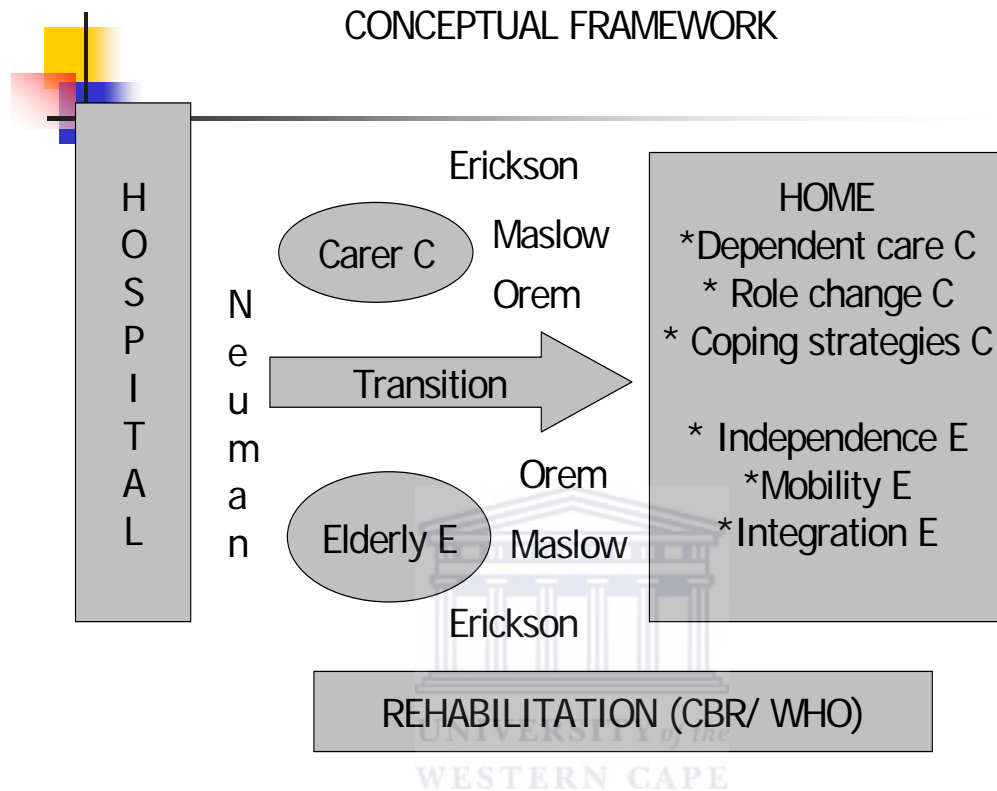 CONCEPTUAL FRAMEWORK
HOSPITAL
Neuman
Erickson
Carer C
Maslow
Orem
Transition
Orem
Elderly E
Maslow
Erickson
HOME
*Dependent care C
* Role change C
* Coping strategies C
* Independence E
*Mobility E
*Integration E
REHABILITATION (CBR/ WHO)
UNIVERSITY of the
WESTERN CAPE